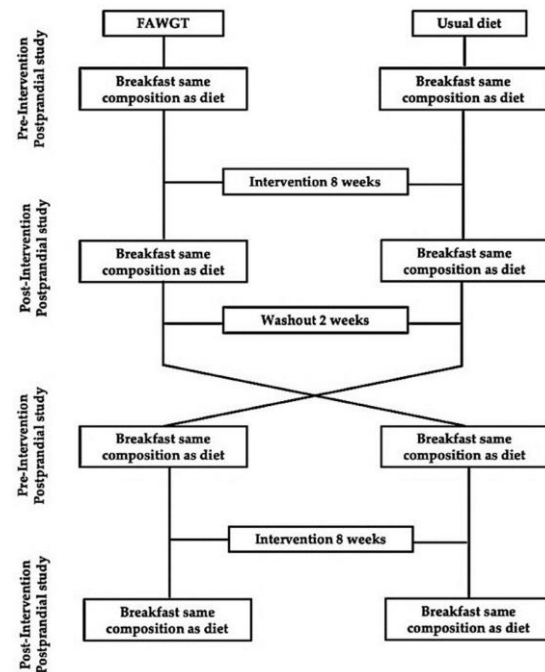 FAWGT
Usual diet
Pre-Intervention
Postprandial study
Breakfast same
composition as diet
Breakfast same
composition as diet
Intervention 8 weeks
Post-Intervention
Postprandial study
Breakfast same
composition as diet
Breakfast same
composition as diet
Washout 2 weeks
Pre-Intervention
Postprandial study
Breakfast same
composition as diet
Breakfast same
composition as diet
Intervention 8 weeks
Post-Intervention
Postprandial study
Breakfast same
composition as diet
Breakfast same
composition as diet